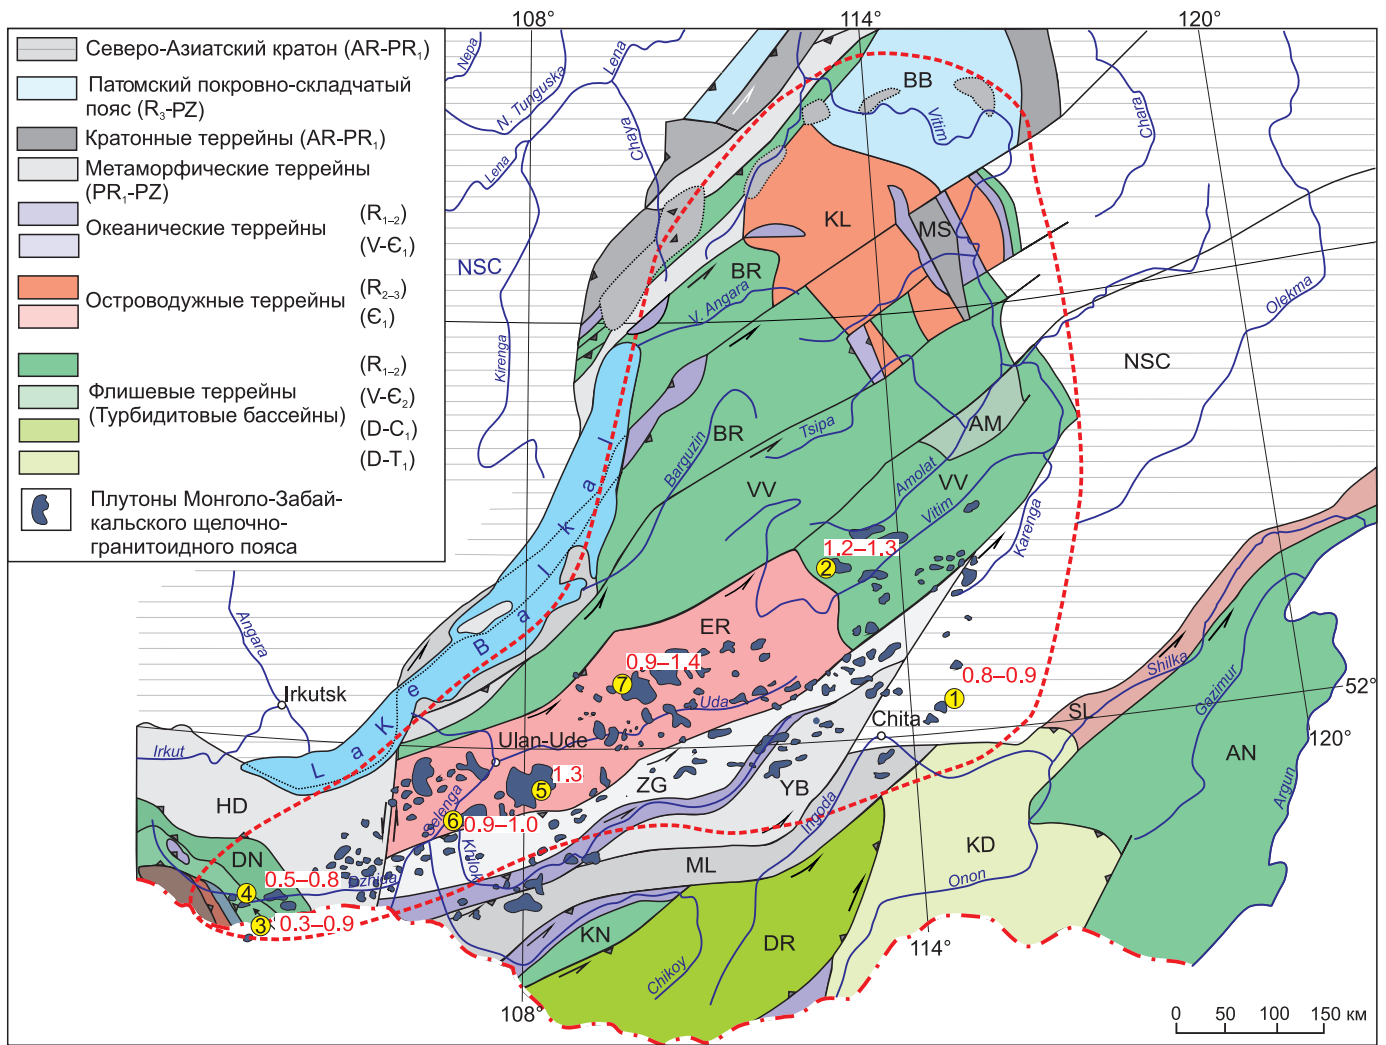 108°
114°
120°
Северо-Азиатский кратон (AR-PR₁)
Патомский покровно-складчатый
пояс (R₃-PZ)
Кратонные террейны (AR-PR₁)
Метаморфические террейны
(PR₁-PZ)
Океанические террейны
(R₁₋₂)
(V-Є₁)
Островодужные террейны
(R₂₋₃)
(Є₁)
Флишевые террейны
(Турбидитовые бассейны)
(R₁₋₂)
(V-Є₂)
(D-C₁)
(D-T₁)
Плутоны Монголо-Забай-
кальского щелочно-
гранитоидного пояса
Nepa
N. Tunguska
Lena
Lena
Chaya
Kirenga
NSC
BB
Vitim
Chara
Olekma
KL
MS
BR
V. Angara
NSC
BR
Barguzin
Tsipa
AM
Amolat
VV
VV
Vitim
Karenga
1.2–1.3
2
ER
0.9–1.4
7
Uda
0.8–0.9
1
Angara
Irkutsk
Irkut
Lake Baikal
Ulan-Ude
Chita
Shilka
Gazimur
SL
52°
120°
AN
Argun
HD
Selenga
1.3
5
6
0.9–1.0
Khilok
ZG
YB
Ingoda
DN
4
0.5–0.8
Dzhida
3
0.3–0.9
ML
KD
Onon
KN
Chikoy
DR
114°
108°
0 50 100 150 км